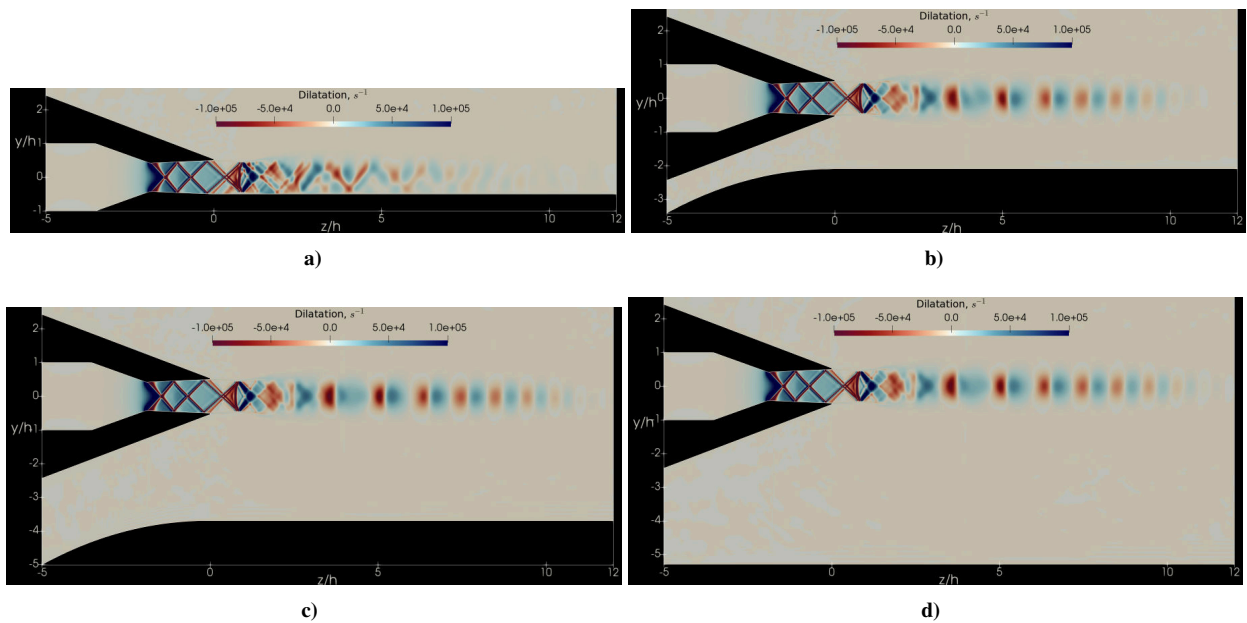 Dilatation, s⁻¹
-1.0e+05 -5.0e+4 0.0 5.0e+4 1.0e+05
2
y/h 1
0
-1
-5 0 5 10 12
z/h
a)
Dilatation, s⁻¹
-1.0e+05 -5.0e+4 0.0 5.0e+4 1.0e+05
2
1
y/h 0
-1
-2
-3
-5 0 5 10 12
z/h
b)
Dilatation, s⁻¹
-1.0e+05 -5.0e+4 0.0 5.0e+4 1.0e+05
2
1
0
y/h -1
-2
-3
-4
-5
-5 0 5 10 12
z/h
c)
Dilatation, s⁻¹
-1.0e+05 -5.0e+4 0.0 5.0e+4 1.0e+05
2
1
0
y/h -1
-2
-3
-4
-5
-5 0 5 10 12
z/h
d)